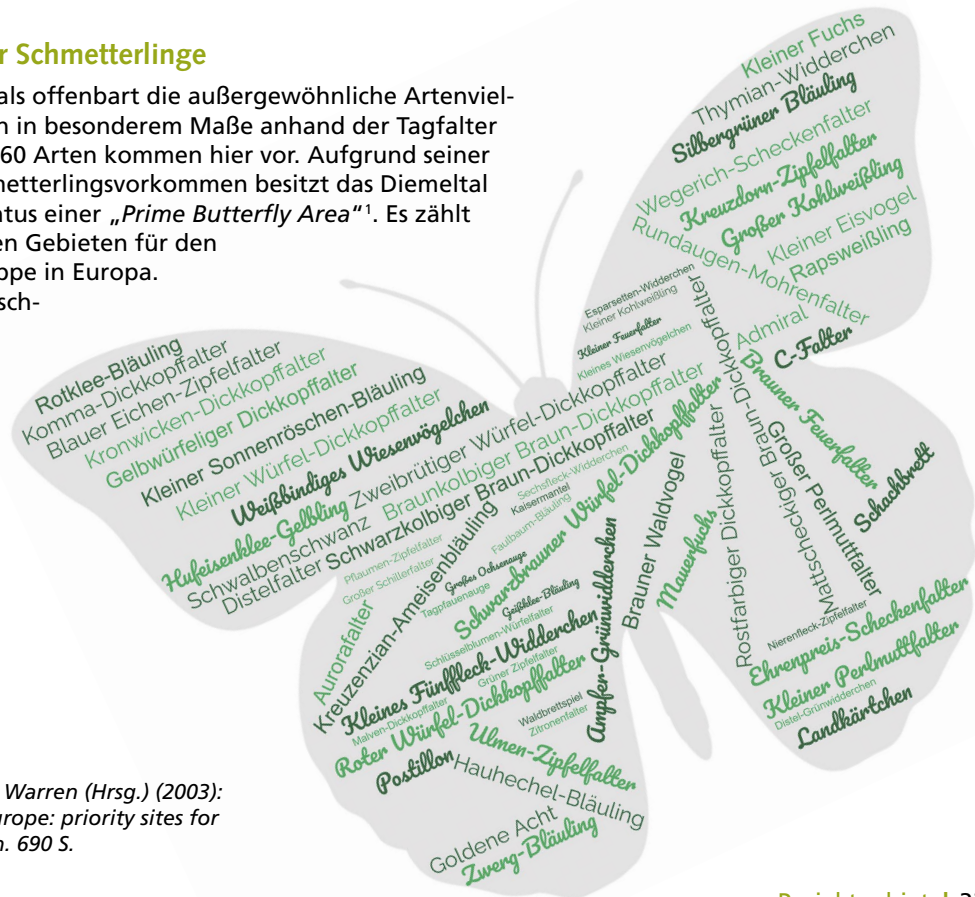 r Schmetterlinge
als offenbart die außergewöhnliche Artenviel-
n in besonderem Maße anhand der Tagfalter
60 Arten kommen hier vor. Aufgrund seiner
netterlingsvorkommen besitzt das Diemeltal
atus einer „Prime Butterfly Area“¹. Es zählt
en Gebieten für den
ppe in Europa.
sch-
Kleiner Fuchs
Thymian-Widderchen
Silbergrüner Bläuling
Wegerich-Scheckenfalter
Kreuzdorn-Zipfelfalter
Großer Kohlweißling
Rundaugen-Mohrenfalter
Kleiner Eisvogel
Rapsweißling
Esparsetten-Widderchen
Kleiner Kohlweißling
Kleiner Feuerfalter
Kleines Wiesenvögelchen
Admiral
C-Falter
Brauner Feuerfalter
Schachbrett
Rotklee-Bläuling
Komma-Dickkopffalter
Blauer Eichen-Zipfelfalter
Kronwicken-Dickkopffalter
Gelbwürfeliger Dickkopffalter
Kleiner Sonnenröschen-Bläuling
Kleiner Würfel-Dickkopffalter
Weißbindiges Wiesenvögelchen
Hufeisenklee-Gelbling
Zweibrütiger Würfel-Dickkopffalter
Schwalbenschwanz
Braunkolbiger Braun-Dickkopffalter
Distelfalter
Schwarzkolbiger Braun-Dickkopffalter
Sechsfleck-Widderchen
Kaisermantel
Faulbaum-Bläuling
Schwarzbrauner Würfel-Dickkopffalter
Pflaumen-Zipfelfalter
Großer Schillerfalter
Großes Ochsenauge
Tagpfauenauge
Geißklee-Bläuling
Schlüsselblumen-Würfelfalter
Aurorafalter
Kreuzenzian-Ameisenbläuling
Kleines Fünffleck-Widderchen
Grüner Zipfelfalter
Malven-Dickkopffalter
Roter Würfel-Dickkopffalter
Waldbrettspiel
Zitronenfalter
Ampfer-Grünwidderchen
Brauner Waldvogel
Mauerfuchs
Rostfarbiger Dickkopffalter
Mattscheckiger Braun-Dickkopffalter
Großer Perlmuttfalter
Nierenfleck-Zipfelfalter
Ehrenpreis-Scheckenfalter
Kleiner Perlmuttfalter
Distel-Grünwidderchen
Landkärtchen
Postillon
Ulmen-Zipfelfalter
Hauhechel-Bläuling
Goldene Acht
Zwerg-Bläuling
Warren (Hrsg.) (2003):
urope: priority sites for
n. 690 S.